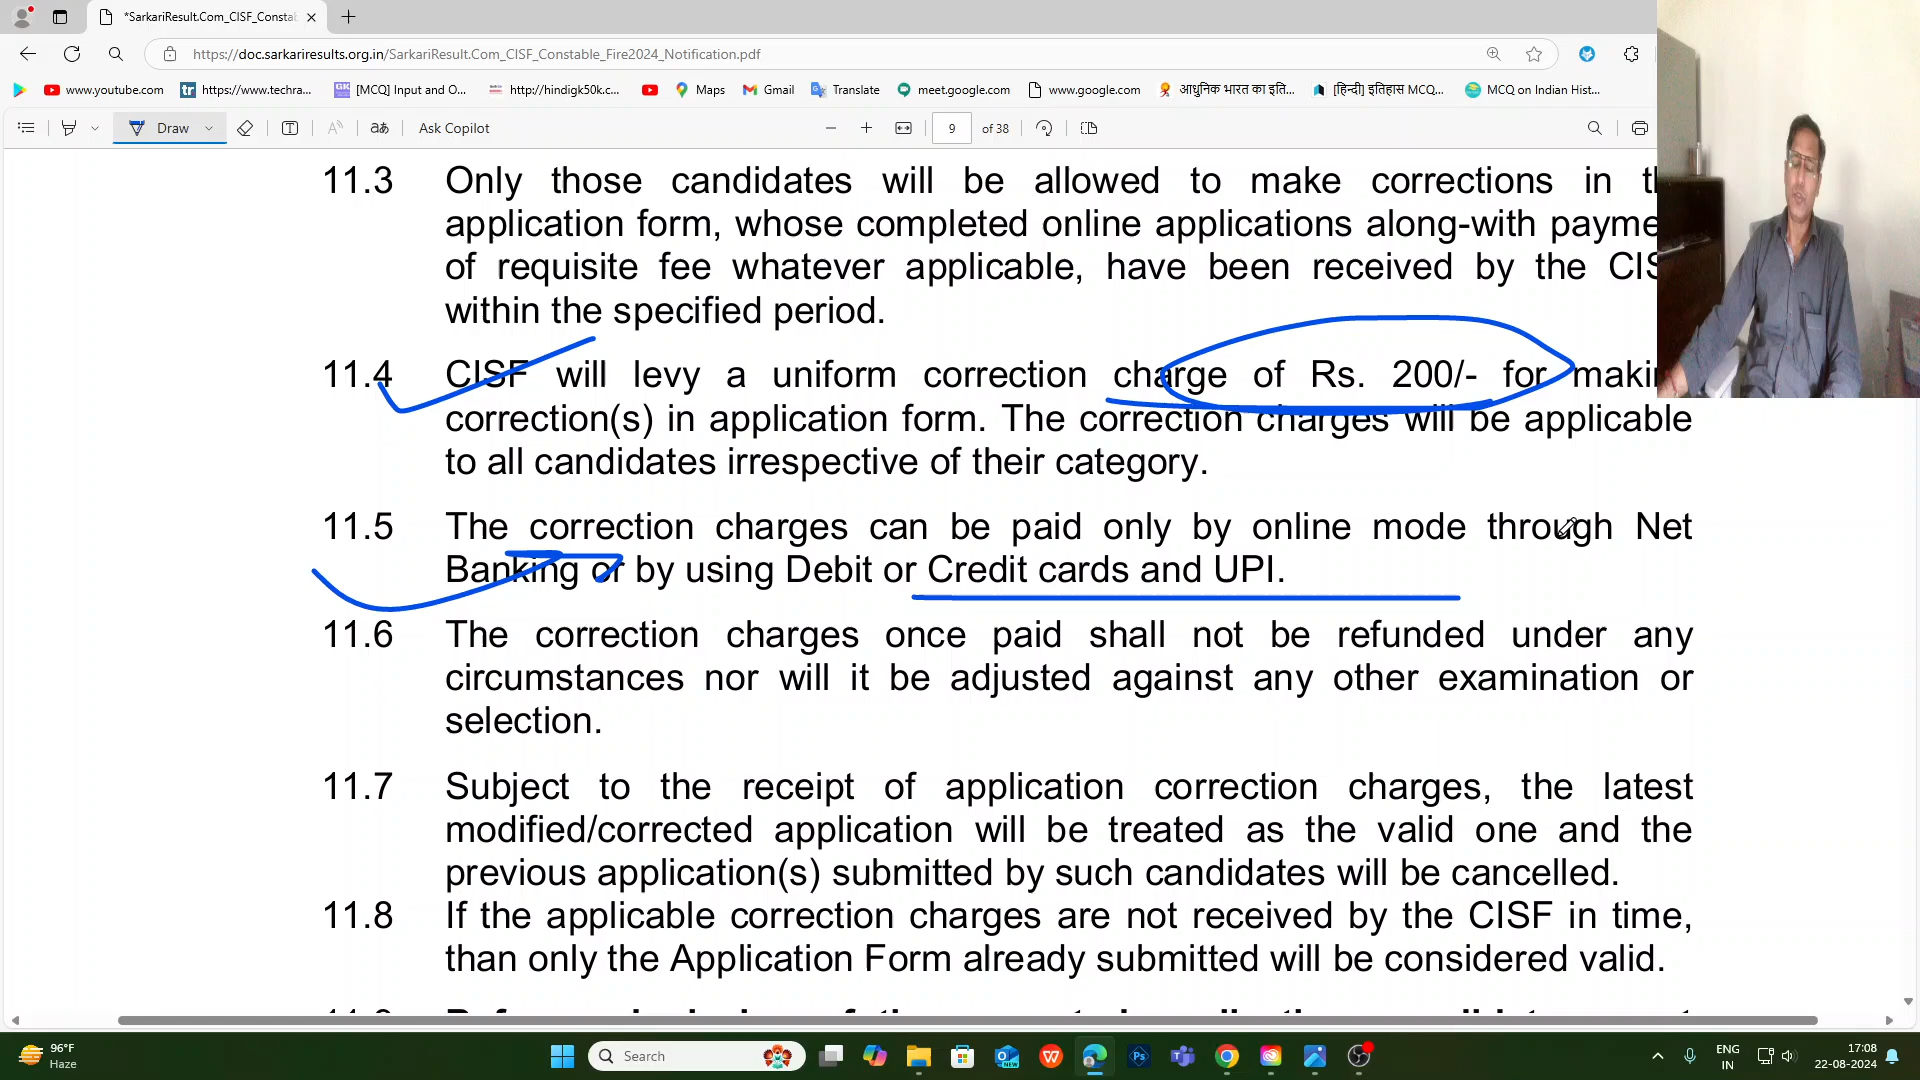 *SarkariResult.Com_CISF_Consta
https://doc.sarkariresults.org.in/SarkariResult.Com_CISF_Constable_Fire2024_Notification.pdf
www.youtube.com https://www.techra... [MCQ] Input and O... http://hindigk50k.c... Maps Gmail Translate meet.google.com www.google.com आधुनिक भारत का इति... [हिन्दी] इतिहास MCQ... MCQ on Indian Hist...
Draw Ask Copilot 9 of 38
11.3 Only those candidates will be allowed to make corrections in th
application form, whose completed online applications along-with payme
of requisite fee whatever applicable, have been received by the CIS
within the specified period.
11.4 CISF will levy a uniform correction charge of Rs. 200/- for makin
correction(s) in application form. The correction charges will be applicable
to all candidates irrespective of their category.
11.5 The correction charges can be paid only by online mode through Net
Banking or by using Debit or Credit cards and UPI.
11.6 The correction charges once paid shall not be refunded under any
circumstances nor will it be adjusted against any other examination or
selection.
11.7 Subject to the receipt of application correction charges, the latest
modified/corrected application will be treated as the valid one and the
previous application(s) submitted by such candidates will be cancelled.
11.8 If the applicable correction charges are not received by the CISF in time,
than only the Application Form already submitted will be considered valid.
96°F
Haze
Search
ENG
IN
17:08
22-08-2024